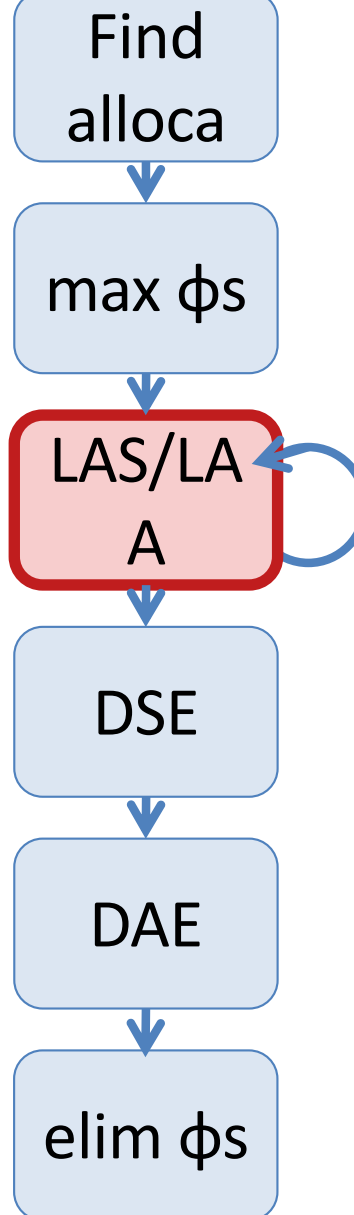 Find
alloca
max ϕs
LAS/LA
A
DSE
DAE
elim ϕs